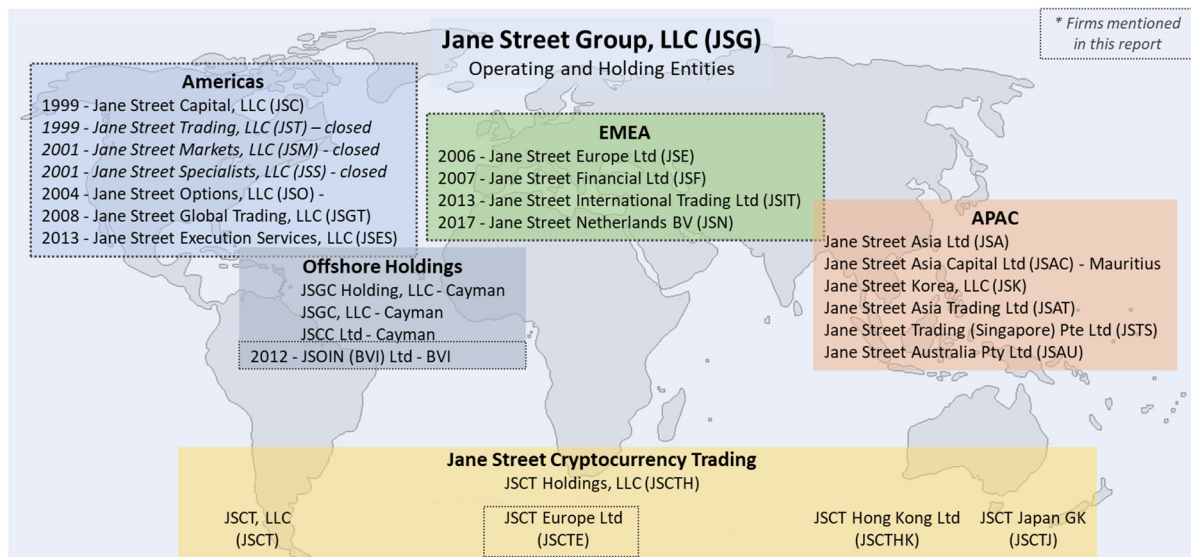 Jane Street Group, LLC (JSG)
Operating and Holding Entities
* Firms mentioned
in this report
Americas
1999 - Jane Street Capital, LLC (JSC)
1999 - Jane Street Trading, LLC (JST) – closed
2001 - Jane Street Markets, LLC (JSM) - closed
2001 - Jane Street Specialists, LLC (JSS) - closed
2004 - Jane Street Options, LLC (JSO) -
2008 - Jane Street Global Trading, LLC (JSGT)
2013 - Jane Street Execution Services, LLC (JSES)
EMEA
2006 - Jane Street Europe Ltd (JSE)
2007 - Jane Street Financial Ltd (JSF)
2013 - Jane Street International Trading Ltd (JSIT)
2017 - Jane Street Netherlands BV (JSN)
APAC
Jane Street Asia Ltd (JSA)
Jane Street Asia Capital Ltd (JSAC) - Mauritius
Jane Street Korea, LLC (JSK)
Jane Street Asia Trading Ltd (JSAT)
Jane Street Trading (Singapore) Pte Ltd (JSTS)
Jane Street Australia Pty Ltd (JSAU)
Offshore Holdings
JSGC Holding, LLC - Cayman
JSGC, LLC - Cayman
JSCC Ltd - Cayman
2012 - JSOIN (BVI) Ltd - BVI
Jane Street Cryptocurrency Trading
JSCT Holdings, LLC (JSCTH)
JSCT, LLC
(JSCT)
JSCT Europe Ltd
(JSCTE)
JSCT Hong Kong Ltd
(JSCTHK)
JSCT Japan GK
(JSCTJ)